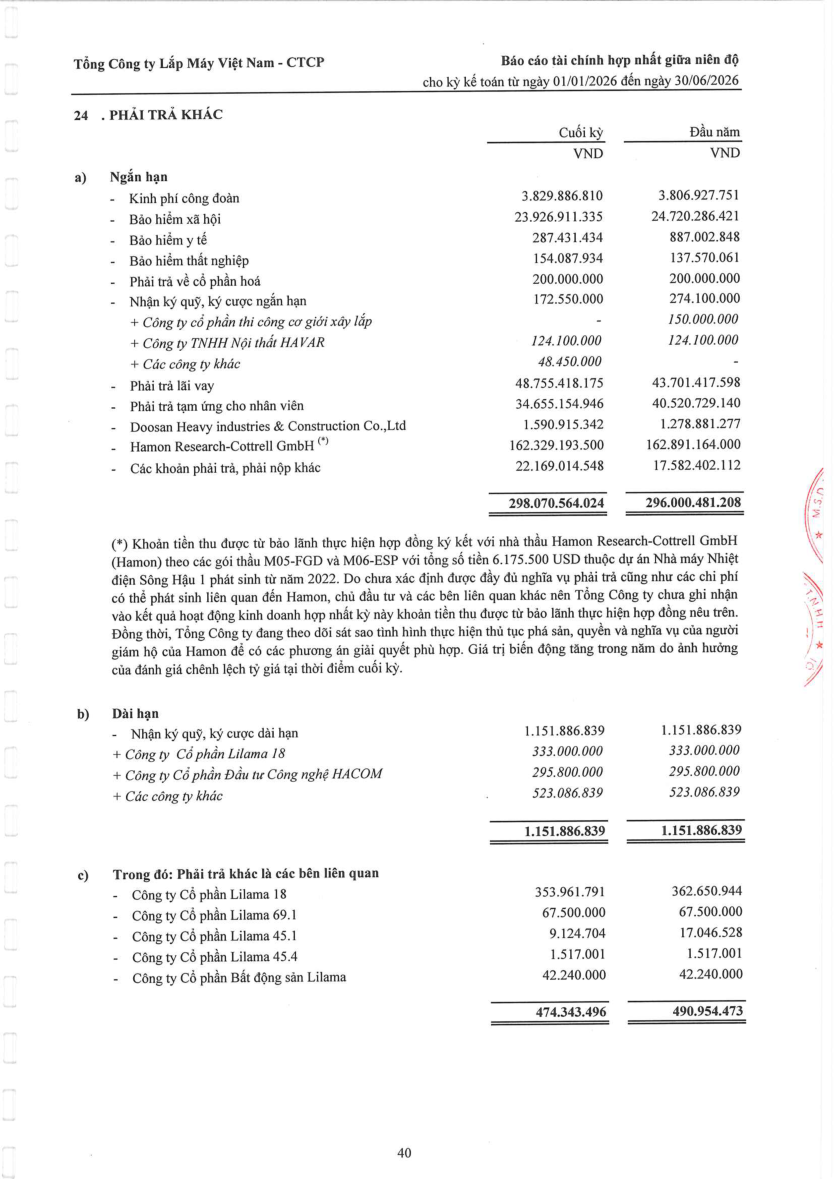 Tổng Công ty Lắp Máy Việt Nam - CTCP
Báo cáo tài chính hợp nhất giữa niên độ
cho kỳ kế toán từ ngày 01/01/2026 đến ngày 30/06/2026
24 . PHẢI TRẢ KHÁC
Cuối kỳ Đầu năm
VND VND
a) Ngắn hạn
- Kinh phí công đoàn 3.829.886.810 3.806.927.751
- Bảo hiểm xã hội 23.926.911.335 24.720.286.421
- Bảo hiểm y tế 287.431.434 887.002.848
- Bảo hiểm thất nghiệp 154.087.934 137.570.061
- Phải trả về cổ phần hoá 200.000.000 200.000.000
- Nhận ký quỹ, ký cược ngắn hạn 172.550.000 274.100.000
+ Công ty cổ phần thi công cơ giới xây lắp - 150.000.000
+ Công ty TNHH Nội thất HAVAR 124.100.000 124.100.000
+ Các công ty khác 48.450.000 -
- Phải trả lãi vay 48.755.418.175 43.701.417.598
- Phải trả tạm ứng cho nhân viên 34.655.154.946 40.520.729.140
- Doosan Heavy industries & Construction Co.,Ltd 1.590.915.342 1.278.881.277
- Hamon Research-Cottrell GmbH (*) 162.329.193.500 162.891.164.000
- Các khoản phải trả, phải nộp khác 22.169.014.548 17.582.402.112
298.070.564.024 296.000.481.208
(*) Khoản tiền thu được từ bảo lãnh thực hiện hợp đồng ký kết với nhà thầu Hamon Research-Cottrell GmbH
(Hamon) theo các gói thầu M05-FGD và M06-ESP với tổng số tiền 6.175.500 USD thuộc dự án Nhà máy Nhiệt
điện Sông Hậu 1 phát sinh từ năm 2022. Do chưa xác định được đầy đủ nghĩa vụ phải trả cũng như các chi phí
có thể phát sinh liên quan đến Hamon, chủ đầu tư và các bên liên quan khác nên Tổng Công ty chưa ghi nhận
vào kết quả hoạt động kinh doanh hợp nhất kỳ này khoản tiền thu được từ bảo lãnh thực hiện hợp đồng nêu trên.
Đồng thời, Tổng Công ty đang theo dõi sát sao tình hình thực hiện thủ tục phá sản, quyền và nghĩa vụ của người
giám hộ của Hamon để có các phương án giải quyết phù hợp. Giá trị biến động tăng trong năm do ảnh hưởng
của đánh giá chênh lệch tỷ giá tại thời điểm cuối kỳ.
b) Dài hạn
- Nhận ký quỹ, ký cược dài hạn 1.151.886.839 1.151.886.839
+ Công ty Cổ phần Lilama 18 333.000.000 333.000.000
+ Công ty Cổ phần Đầu tư Công nghệ HACOM 295.800.000 295.800.000
+ Các công ty khác 523.086.839 523.086.839
1.151.886.839 1.151.886.839
c) Trong đó: Phải trả khác là các bên liên quan
- Công ty Cổ phần Lilama 18 353.961.791 362.650.944
- Công ty Cổ phần Lilama 69.1 67.500.000 67.500.000
- Công ty Cổ phần Lilama 45.1 9.124.704 17.046.528
- Công ty Cổ phần Lilama 45.4 1.517.001 1.517.001
- Công ty Cổ phần Bất động sản Lilama 42.240.000 42.240.000
474.343.496 490.954.473
40